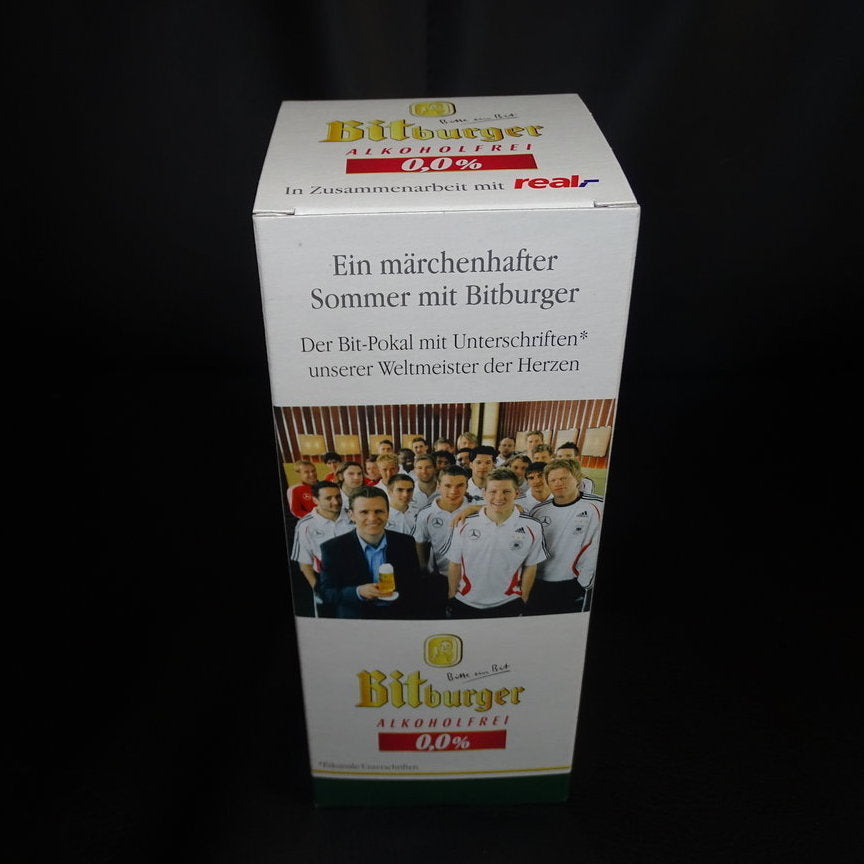 Bitte ein Bit
Bitburger
ALKOHOLFREI
0,0%
In Zusammenarbeit mit real,-
Ein märchenhafter
Sommer mit Bitburger
Der Bit-Pokal mit Unterschriften*
unserer Weltmeister der Herzen
Bitte ein Bit
Bitburger
ALKOHOLFREI
0,0%
Unterschriften